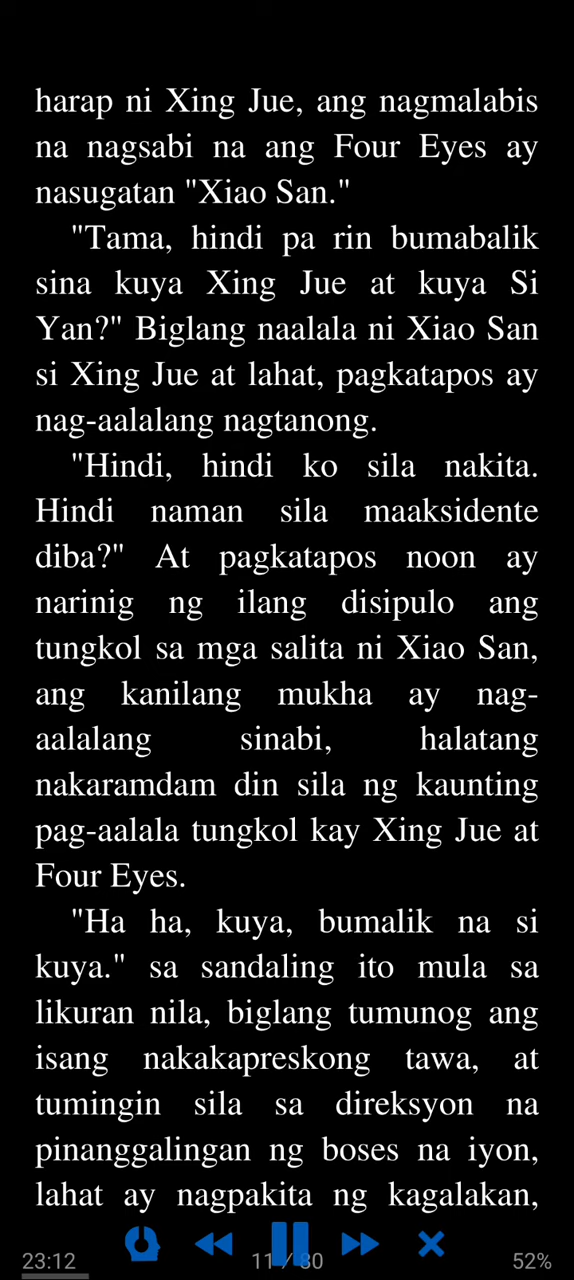 harap ni Xing Jue, ang nagmalabis
na nagsabi na ang Four Eyes ay
nasugatan "Xiao San."
"Tama, hindi pa rin bumabalik
sina kuya Xing Jue at kuya Si
Yan?" Biglang naalala ni Xiao San
si Xing Jue at lahat, pagkatapos ay
nag-aalalang nagtanong.
"Hindi, hindi ko sila nakita.
Hindi naman sila maaksidente
diba?" At pagkatapos noon ay
narinig ng ilang disipulo ang
tungkol sa mga salita ni Xiao San,
ang kanilang mukha ay nag-
aalalang sinabi, halatang
nakaramdam din sila ng kaunting
pag-aalala tungkol kay Xing Jue at
Four Eyes.
"Ha ha, kuya, bumalik na si
kuya." sa sandaling ito mula sa
likuran nila, biglang tumunog ang
isang nakakapreskong tawa, at
tumingin sila sa direksyon na
pinanggalingan ng boses na iyon,
lahat ay nagpakita ng kagalakan,
23:12 11 / 80 52%